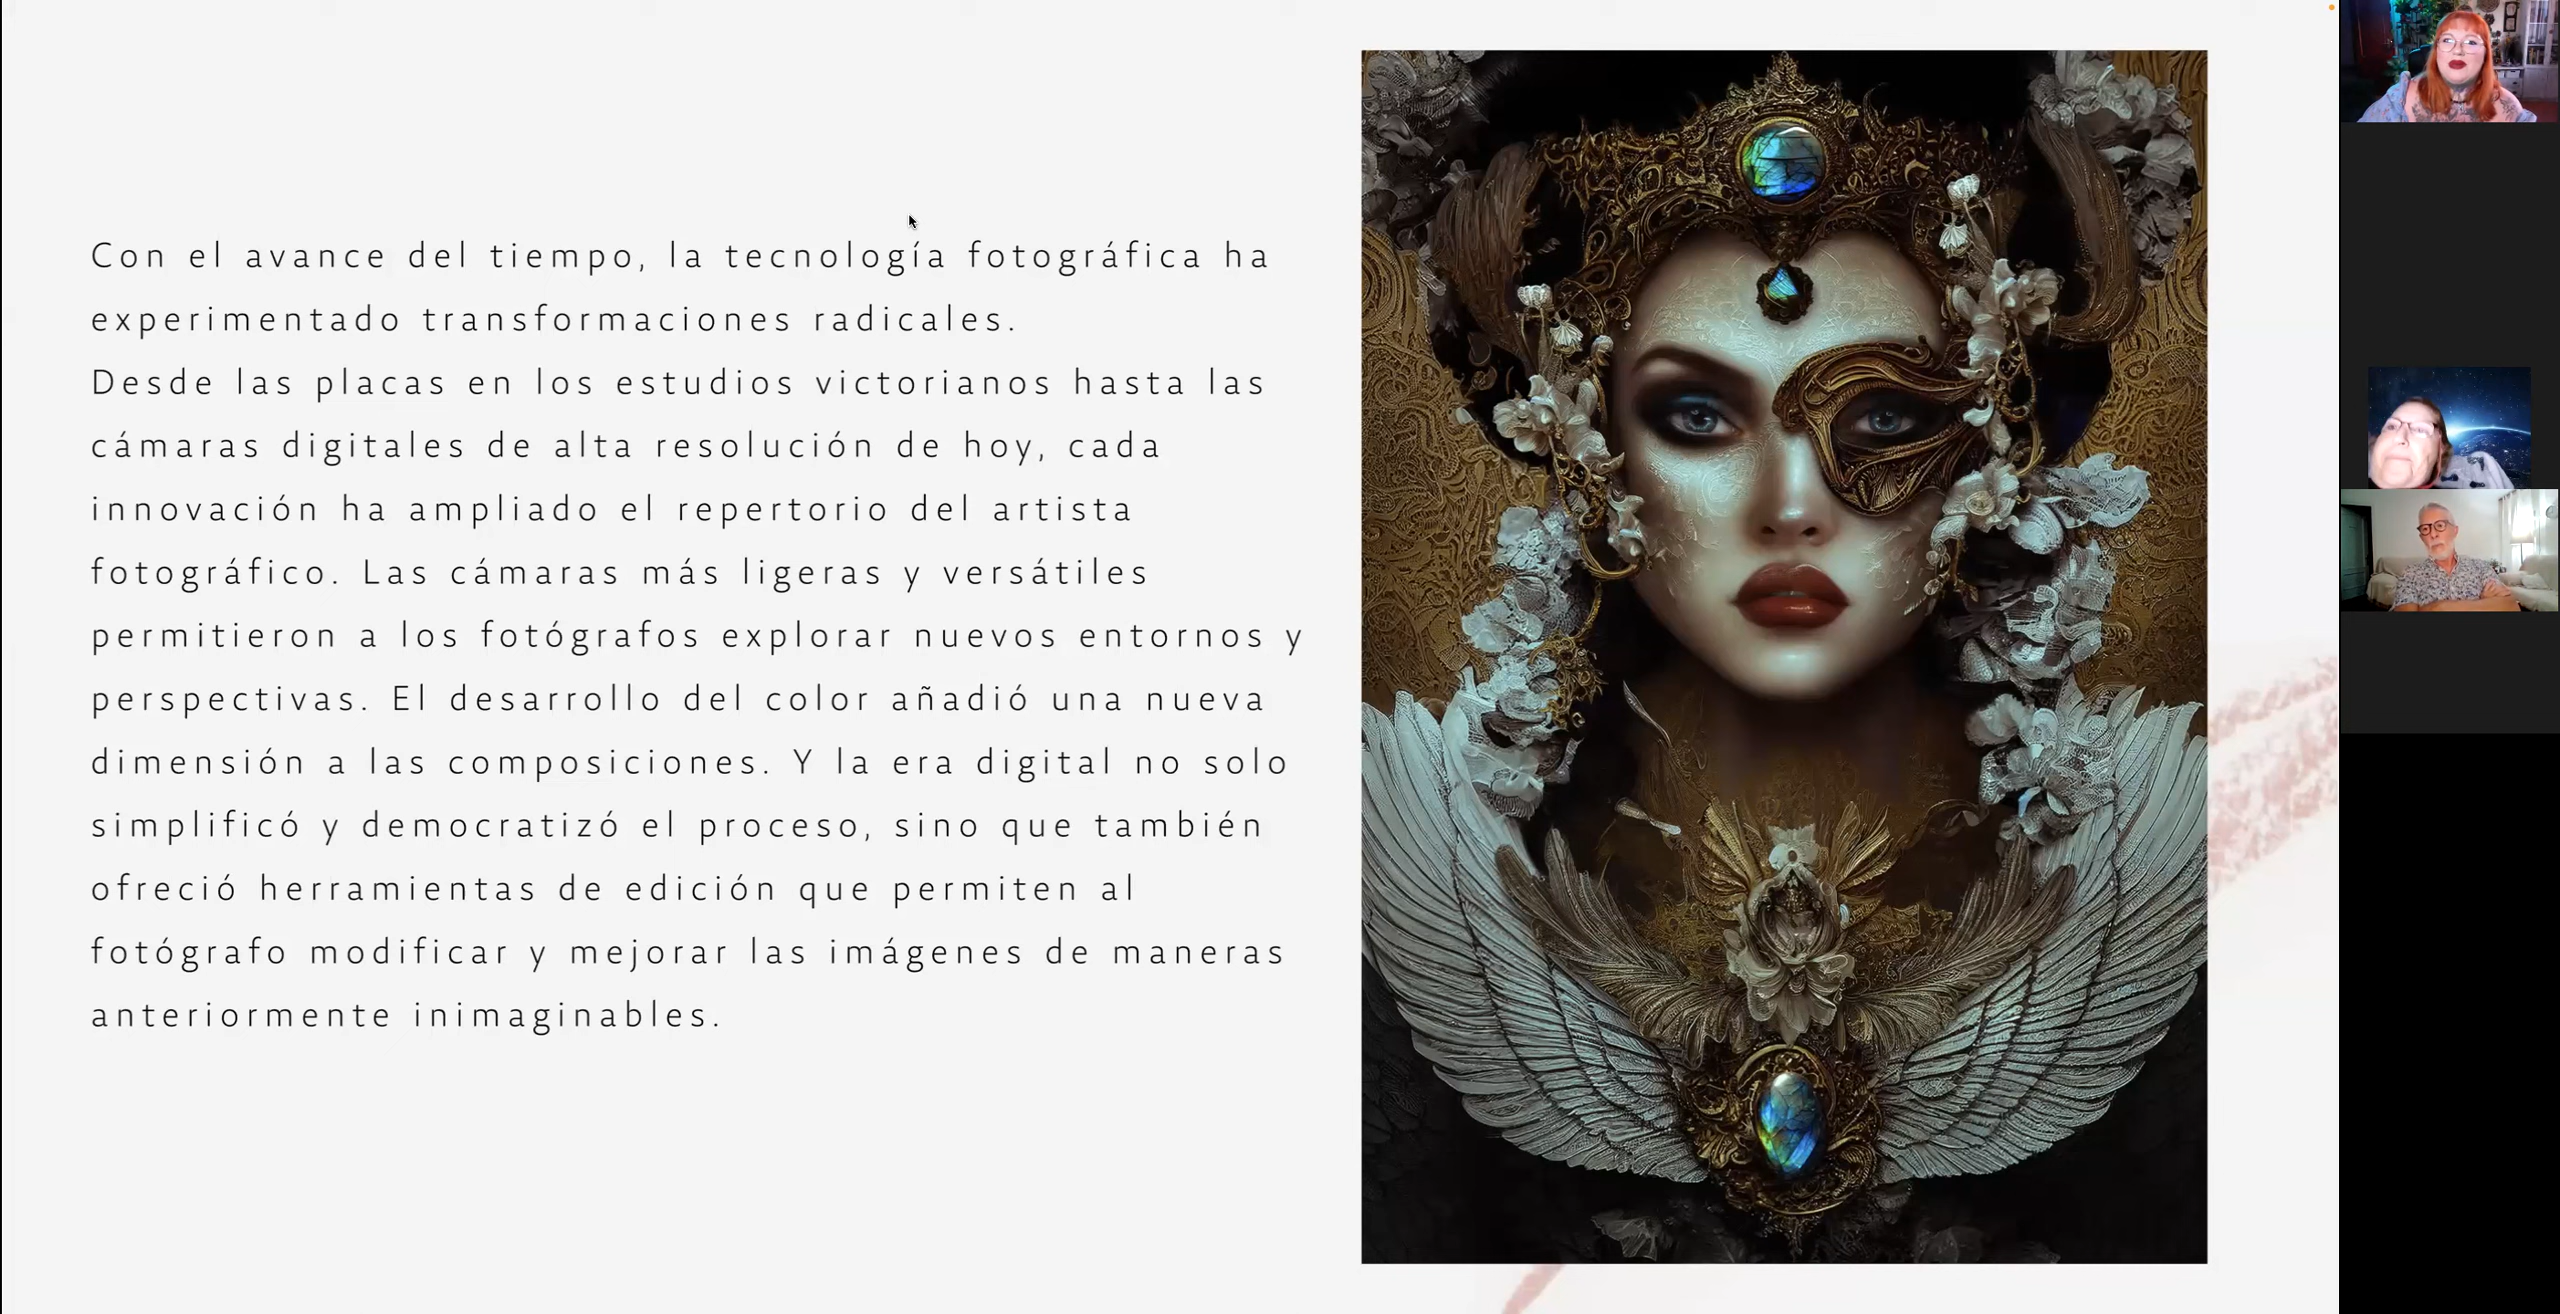 Con el avance del tiempo, la tecnología fotográfica ha
experimentado transformaciones radicales.
Desde las placas en los estudios victorianos hasta las
cámaras digitales de alta resolución de hoy, cada
innovación ha ampliado el repertorio del artista
fotográfico. Las cámaras más ligeras y versátiles
permitieron a los fotógrafos explorar nuevos entornos y
perspectivas. El desarrollo del color añadió una nueva
dimensión a las composiciones. Y la era digital no solo
simplificó y democratizó el proceso, sino que también
ofreció herramientas de edición que permiten al
fotógrafo modificar y mejorar las imágenes de maneras
anteriormente inimaginables.